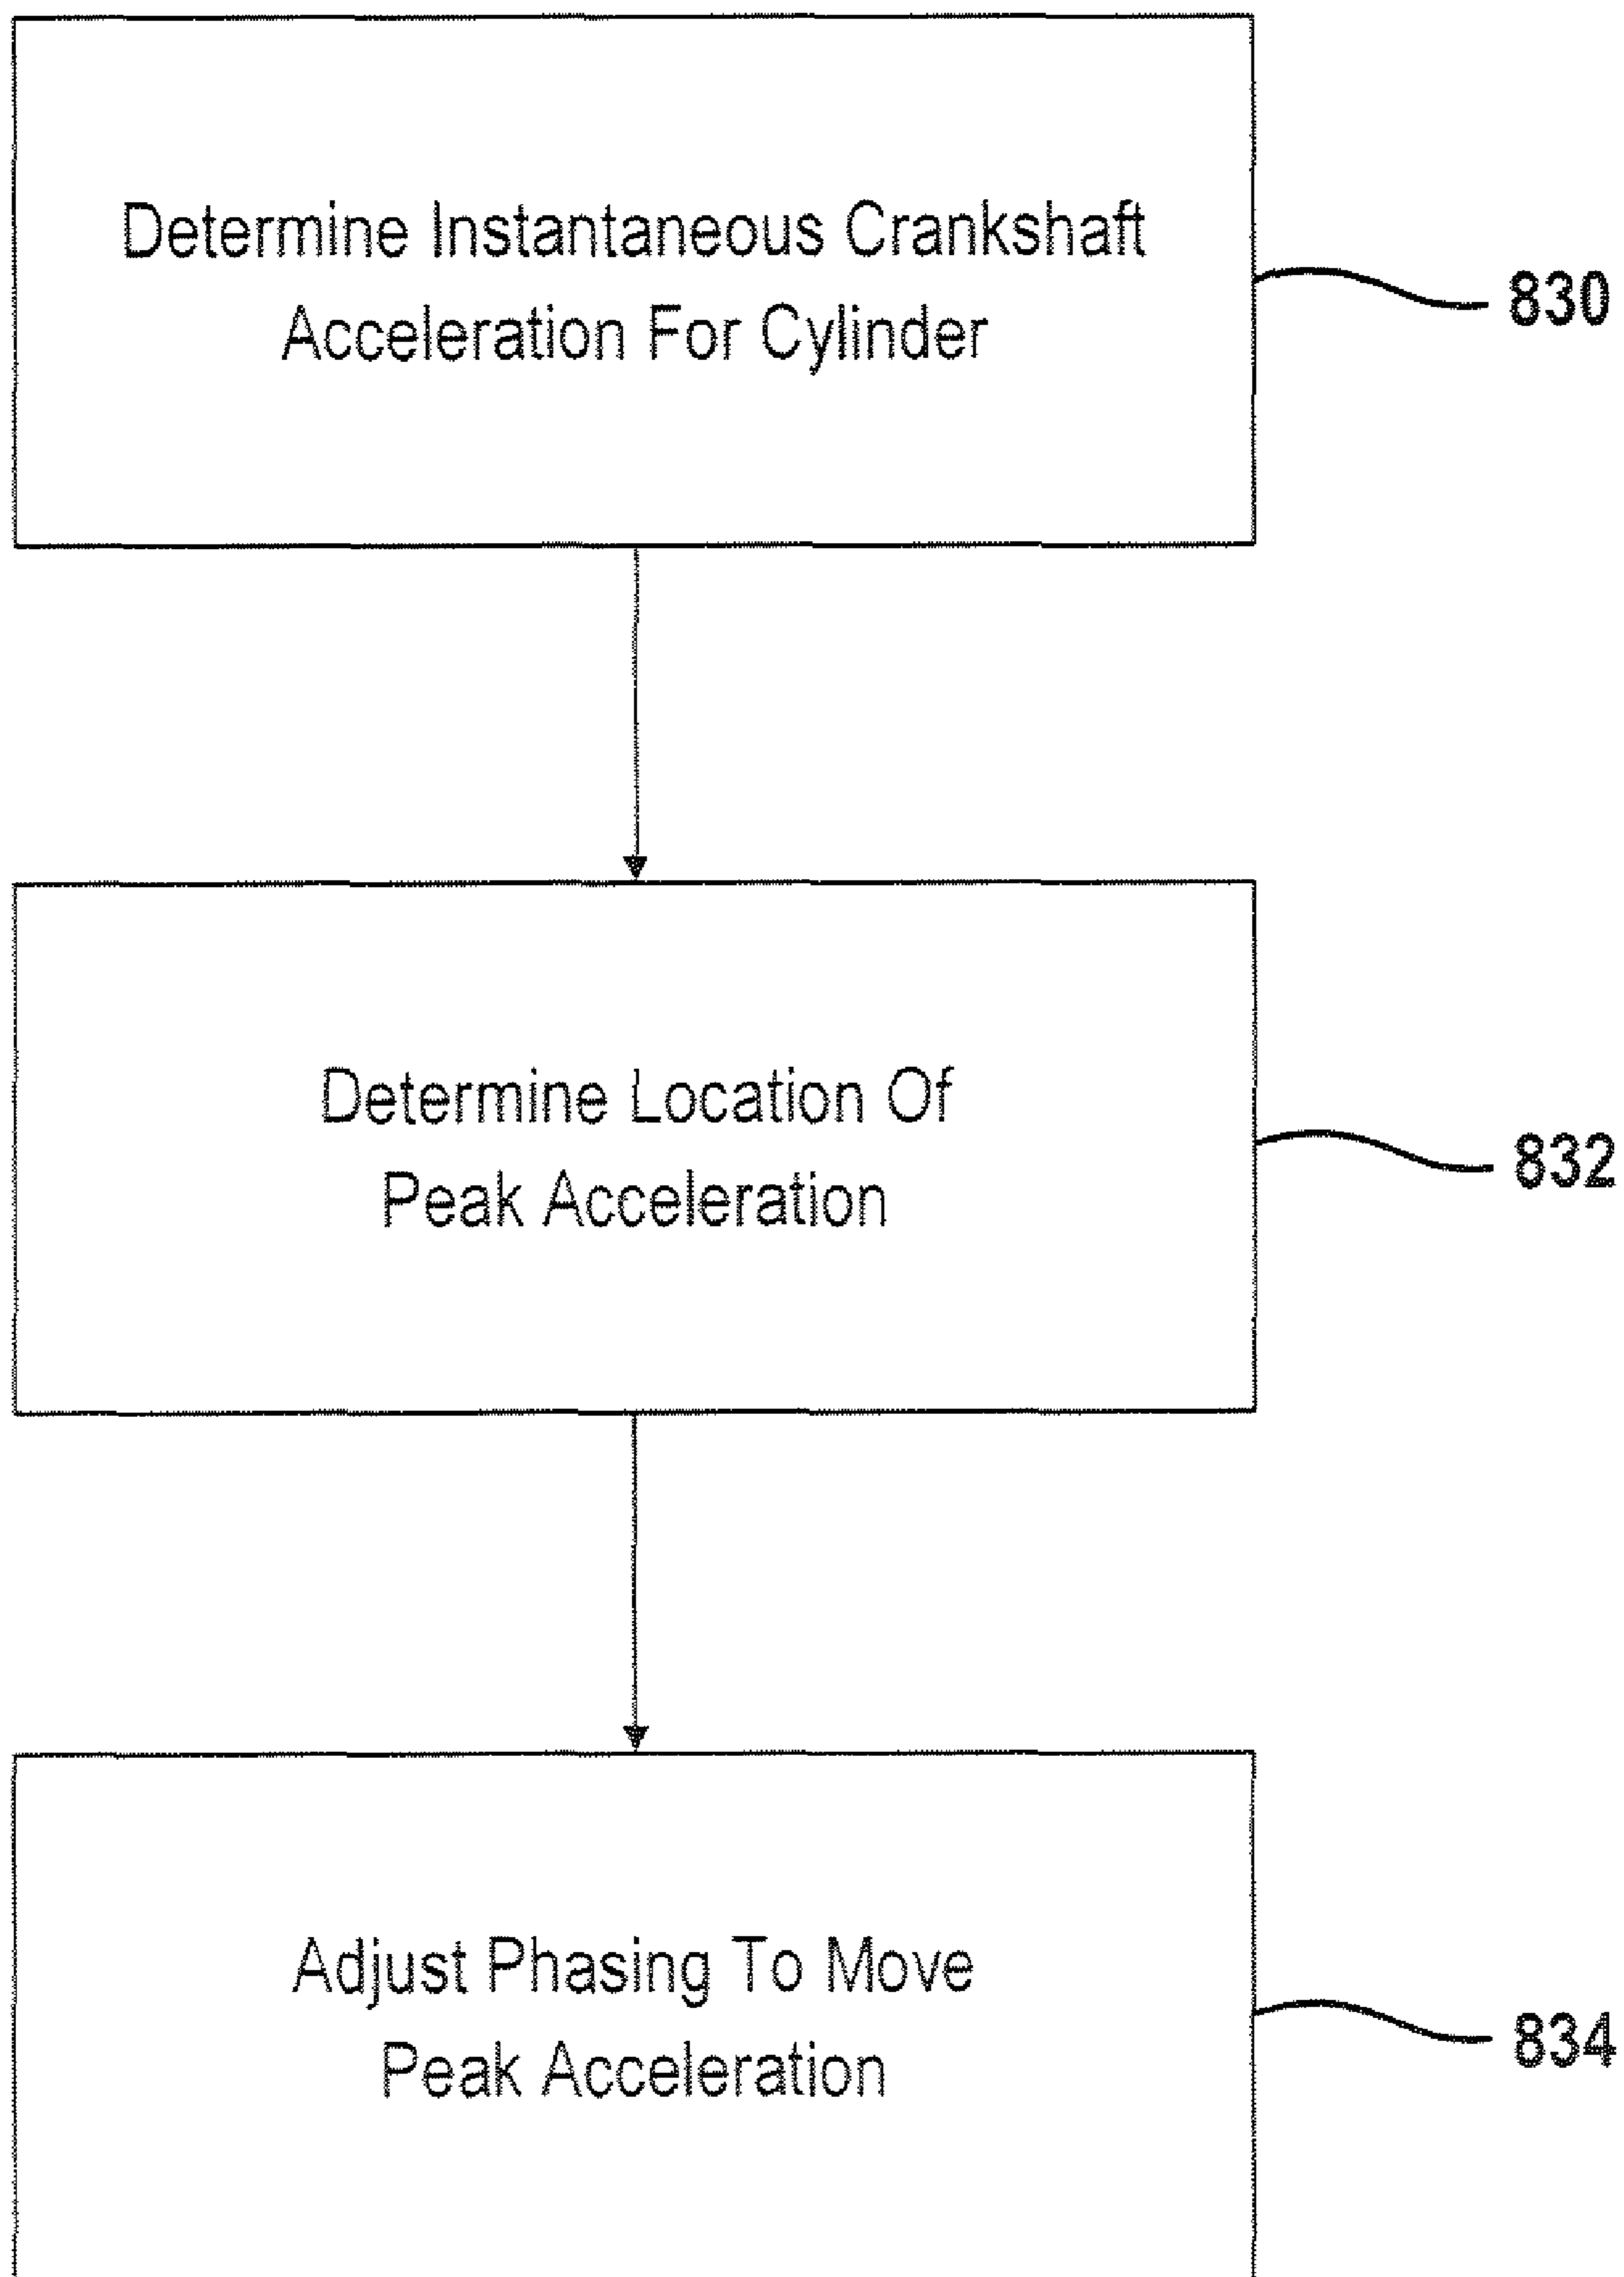 Determine Instantaneous Crankshaft
Acceleration For Cylinder
830
Determine Location Of
Peak Acceleration
832
Adjust Phasing To Move
Peak Acceleration
834